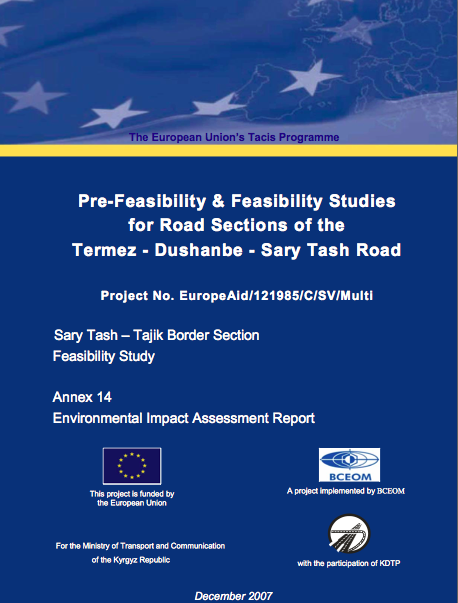 The European Union's Tacis Programme
Pre-Feasibility & Feasibility Studies
for Road Sections of the
Termez - Dushanbe - Sary Tash Road
Project No. EuropeAid/121985/C/SV/Multi
Sary Tash – Tajik Border Section
Feasibility Study
Annex 14
Environmental Impact Assessment Report
This project is funded by
the European Union
BCEOM
A project implemented by BCEOM
For the Ministry of Transport and Communication
of the Kyrgyz Republic
with the participation of KDTP
December 2007